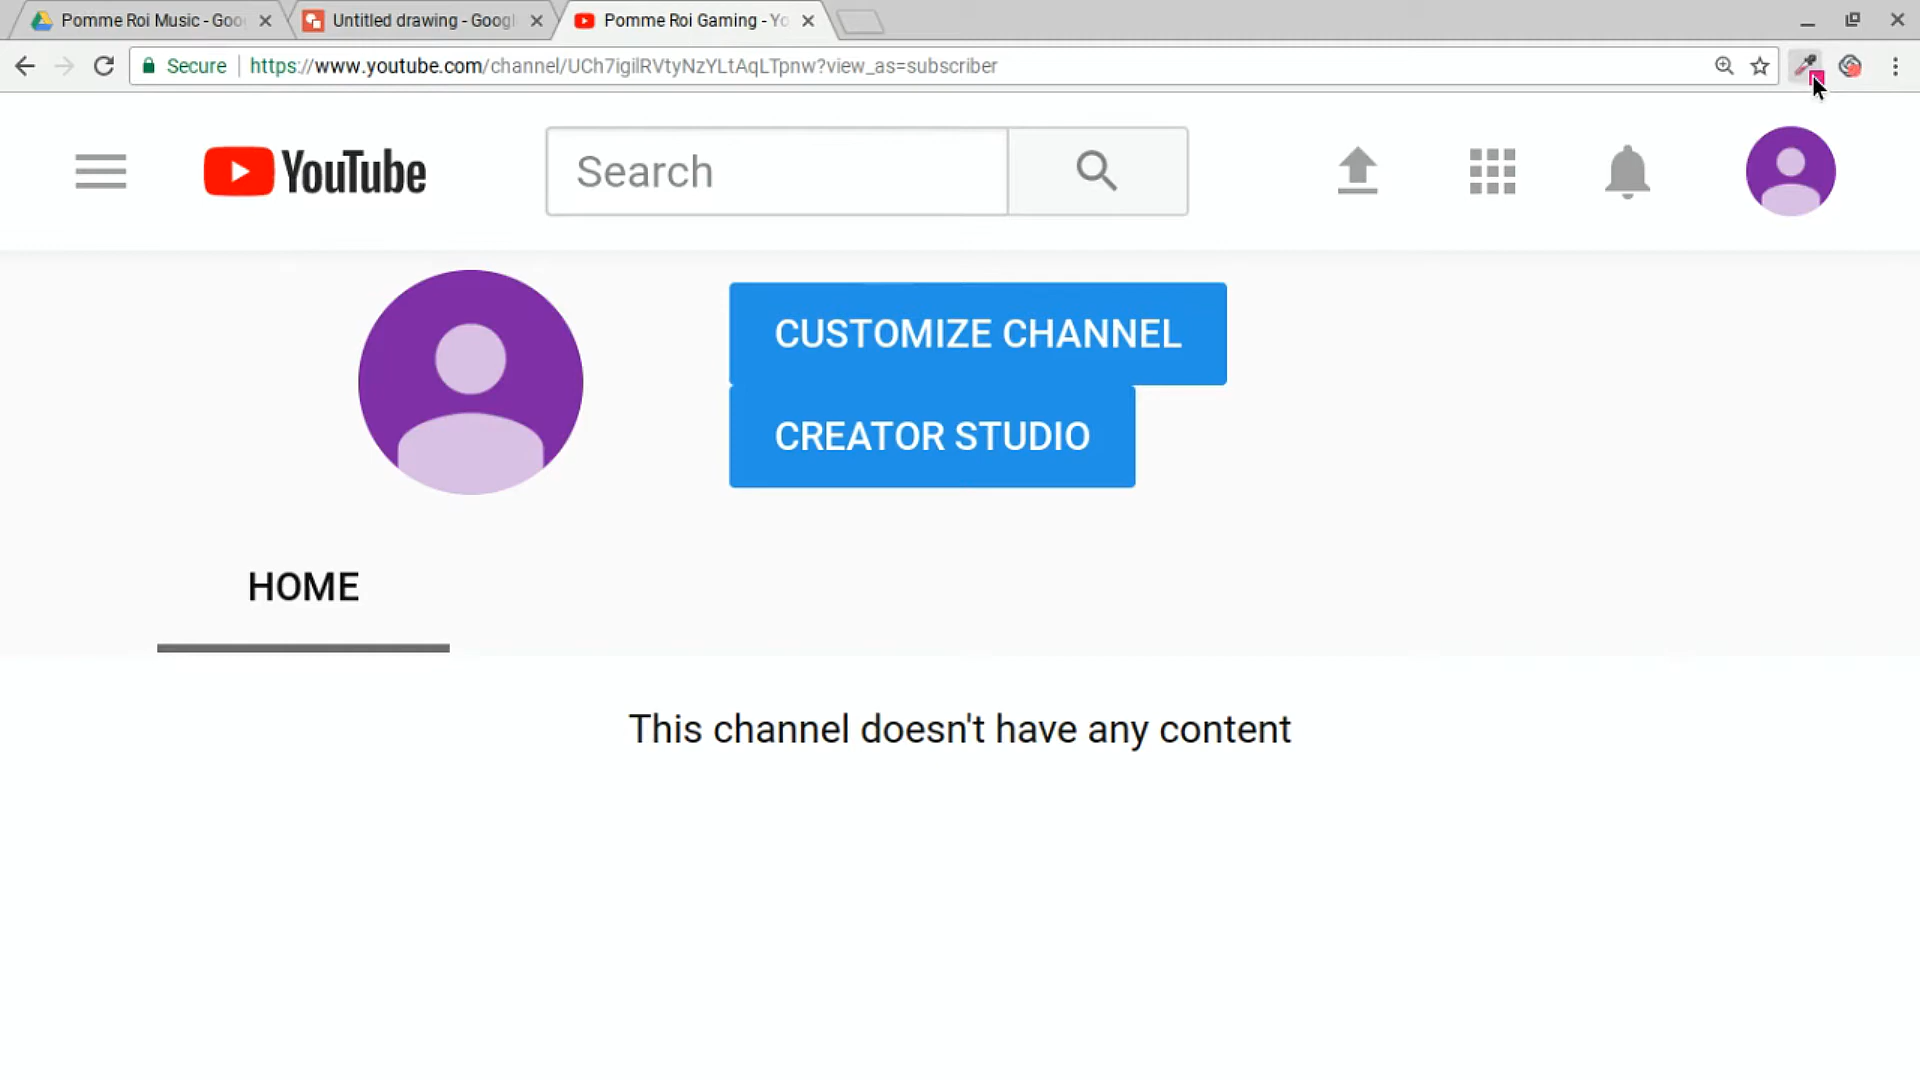 Pomme Roi Music - Goo
Untitled drawing - Googl
Pomme Roi Gaming - Yo
Secure
https://www.youtube.com/channel/UCh7igilRVtyNzYLtAqLTpnw?view_as=subscriber
YouTube
Search
CUSTOMIZE CHANNEL
CREATOR STUDIO
HOME
This channel doesn't have any content